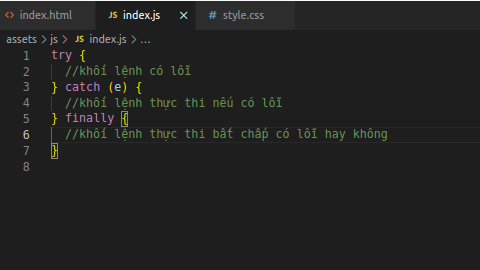 index.html JS index.js × # style.css
assets > js > JS index.js > ...
1 try {
2 //khối lệnh có lỗi
3 } catch (e) {
4 //khối lệnh thực thi nếu có lỗi
5 } finally {
6 //khối lệnh thực thi bất chấp có lỗi hay không
7 }
8